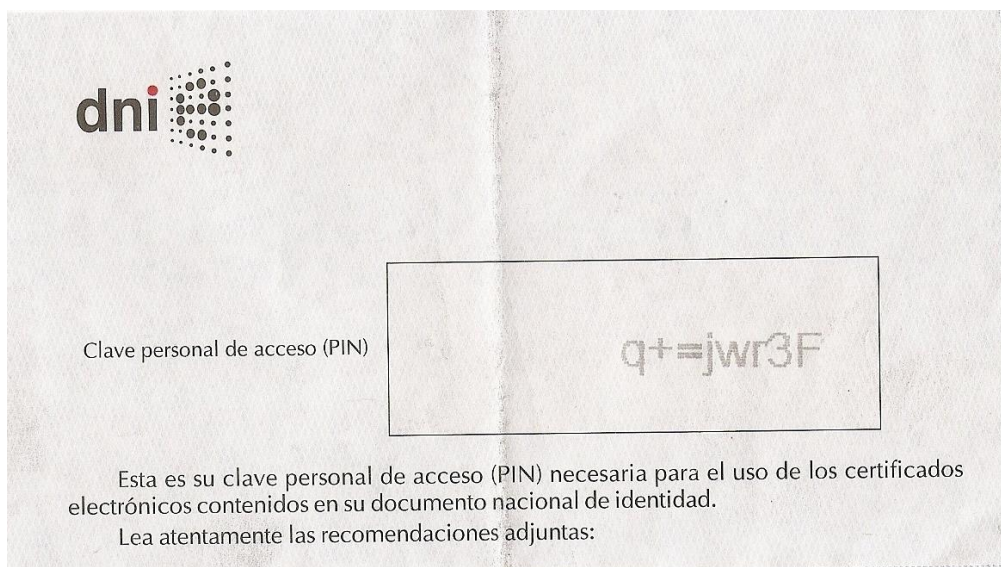 dni
Clave personal de acceso (PIN)
q+=jwr3F
Esta es su clave personal de acceso (PIN) necesaria para el uso de los certificados
electrónicos contenidos en su documento nacional de identidad.
Lea atentamente las recomendaciones adjuntas: